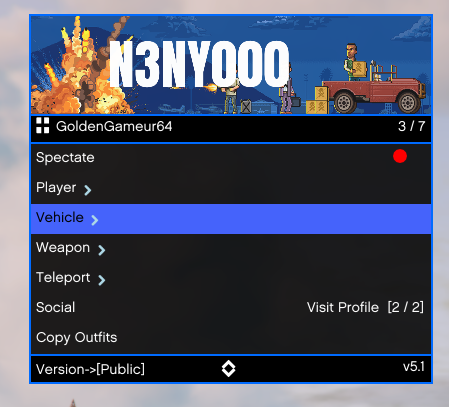 N3NYOOO
GoldenGameur64 3 / 7
Spectate
Player
Vehicle
Weapon
Teleport
Social Visit Profile [2 / 2]
Copy Outfits
Version->[Public] v5.1